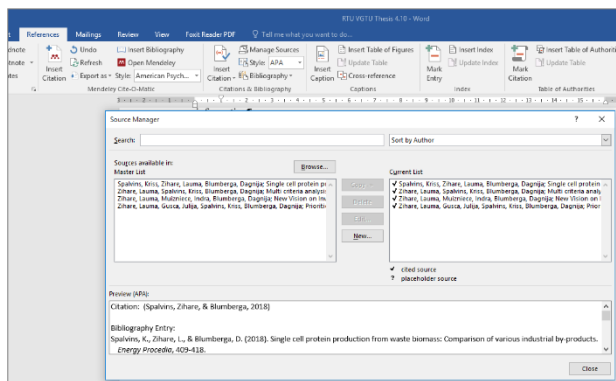 RTU VGTU Thesis 4.10 - Word
References Mailings Review View Foxit Reader PDF Tell me what you want to do...
Undo Insert Bibliography Manage Sources Insert Table of Figures Insert Index Insert Table of Authorities
Insert Citation Refresh Open Mendeley Insert Citation Style: APA Insert Caption Update Table Mark Entry Update Index Mark Citation Update Table
Export as Style: American Psych... Bibliography Cross-reference
Mendeley Cite-O-Matic Citations & Bibliography Captions Index Table of Authorities
Source Manager ? ×
Search: Sort by Author
Sources available in:
Master List Browse... Current List
Spalvins, Kriss, Zihare, Lauma, Blumberga, Dagnija; Single cell protein
Zihare, Lauma, Spalvins, Kriss, Blumberga, Dagnija; Multi criteria analysi
Zihare, Lauma, Muizniece, Indra, Blumberga, Dagnija; New Vision on
Zihare, Lauma, Gusca, Julija, Spalvins, Kriss, Blumberga, Dagnija;
Delete
Edit...
New...
✓ Spalvins, Kriss, Zihare, Lauma, Blumberga, Dagnija; Single
✓ Zihare, Lauma, Spalvins, Kriss, Blumberga, Dagnija; Multi
✓ Zihare, Lauma, Muizniece, Indra, Blumberga, Dagnija; New Vision
✓ Zihare, Lauma, Gusca, Julija, Spalvins, Kriss, Blumberga, Dagnija;
✓ cited source
? placeholder source
Preview (APA):
Citation: (Spalvins, Zihare, & Blumberga, 2018)
Bibliography Entry:
Spalvins, K., Zihare, L., & Blumberga, D. (2018). Single cell protein production from waste biomass: Comparison of various industrial by-products.
Energy Procedia, 409-418.
Close